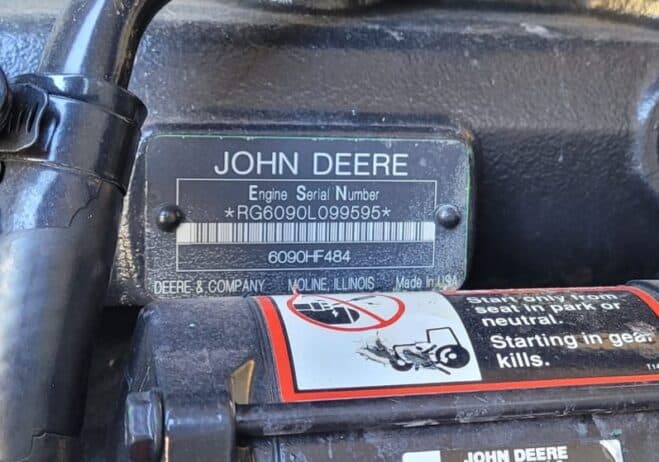 JOHN DEERE
Engine Serial Number
*RG6090L099595*
6090HF484
DEERE & COMPANY MOLINE, ILLINOIS Made in USA
Start only from
seat in park or
neutral.
Starting in gear
kills.
JOHN DEERE